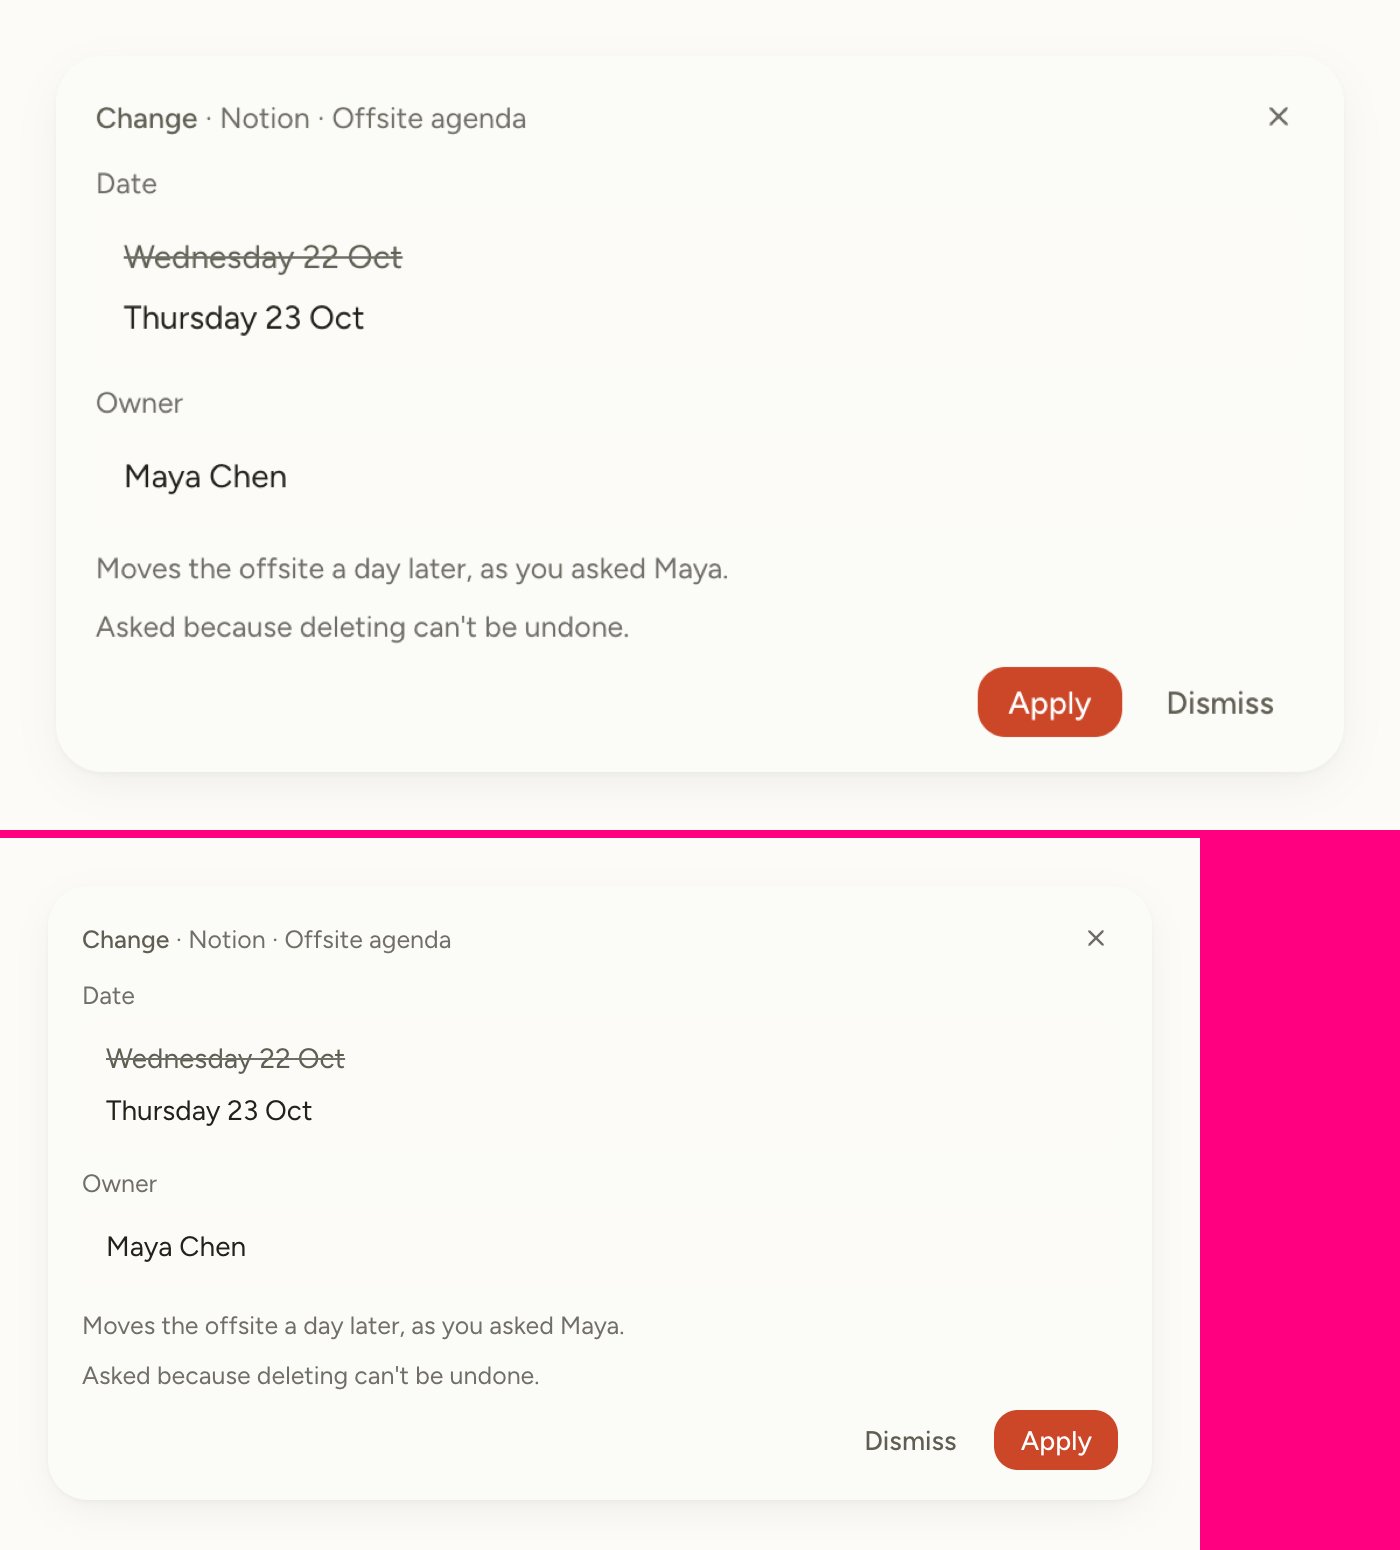 Change · Notion · Offsite agenda
Date
Wednesday 22 Oct
Thursday 23 Oct
Owner
Maya Chen
Moves the offsite a day later, as you asked Maya.
Asked because deleting can't be undone.
Apply Dismiss
Change · Notion · Offsite agenda
Date
Wednesday 22 Oct
Thursday 23 Oct
Owner
Maya Chen
Moves the offsite a day later, as you asked Maya.
Asked because deleting can't be undone.
Dismiss Apply